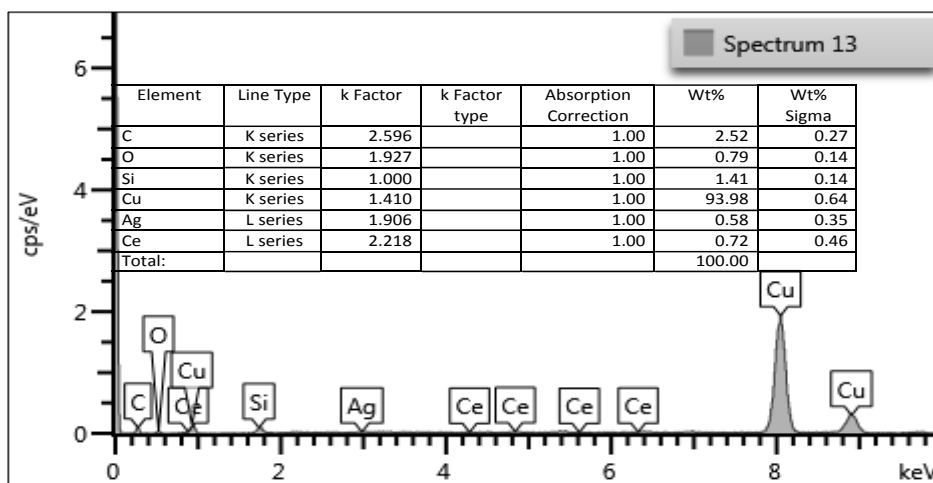 Spectrum 13
6
Element Line Type k Factor k Factor type Absorption Correction Wt% Wt% Sigma
C K series 2.596 1.00 2.52 0.27
O K series 1.927 1.00 0.79 0.14
Si K series 1.000 1.00 1.41 0.14
Cu K series 1.410 1.00 93.98 0.64
Ag L series 1.906 1.00 0.58 0.35
Ce L series 2.218 1.00 0.72 0.46
Total: 100.00
4
cps/eV
2
Cu
O
Cu
Cu
C Ce Si Ag Ce Ce Ce Ce
0
0 2 4 6 8 keV